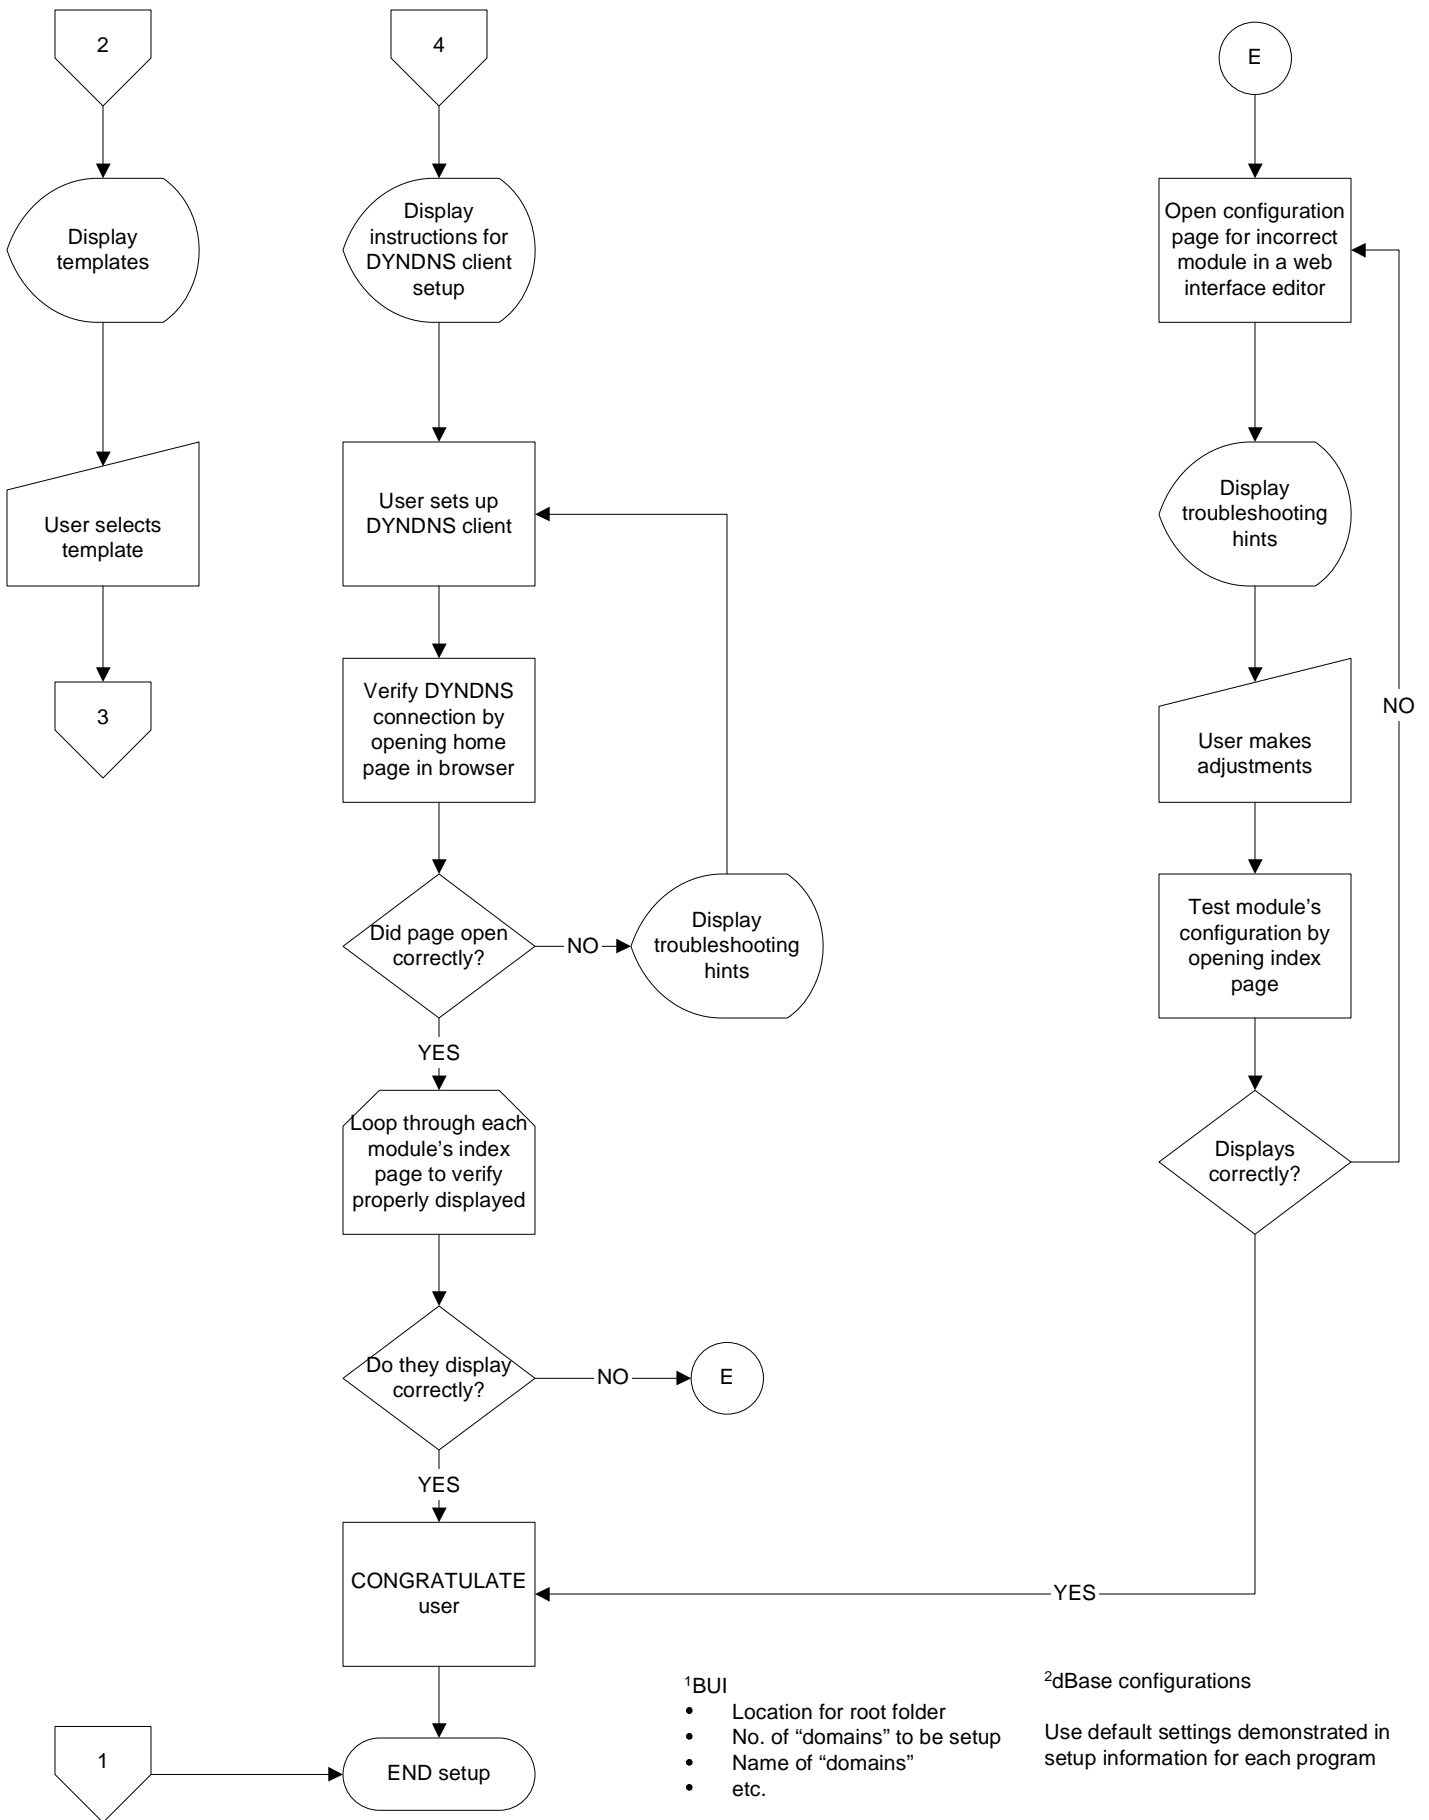 2
Display
templates
User selects
template
3
4
Display
instructions for
DYNDNS client
setup
User sets up
DYNDNS client
Verify DYNDNS
connection by
opening home
page in browser
Did page open
correctly?
NO
Display
troubleshooting
hints
YES
Loop through each
module’s index
page to verify
properly displayed
Do they display
correctly?
NO
E
YES
CONGRATULATE
user
1
END setup
E
Open configuration
page for incorrect
module in a web
interface editor
Display
troubleshooting
hints
User makes
adjustments
Test module’s
configuration by
opening index
page
Displays
correctly?
NO
YES
¹BUI
• Location for root folder
• No. of “domains” to be setup
• Name of “domains”
• etc.
²dBase configurations
Use default settings demonstrated in
setup information for each program